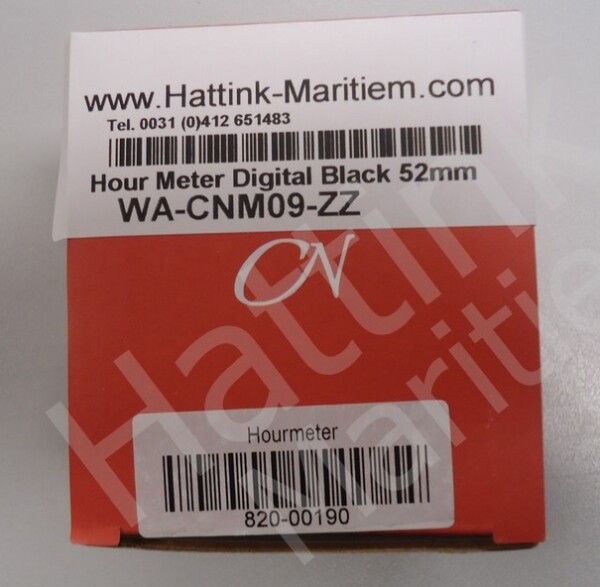 www.Hattink-Maritiem.com
Tel. 0031 (0)412 651483
Hour Meter Digital Black 52mm
WA-CNM09-ZZ
CN
Hourmeter
820-00190
Hattink
Maritie